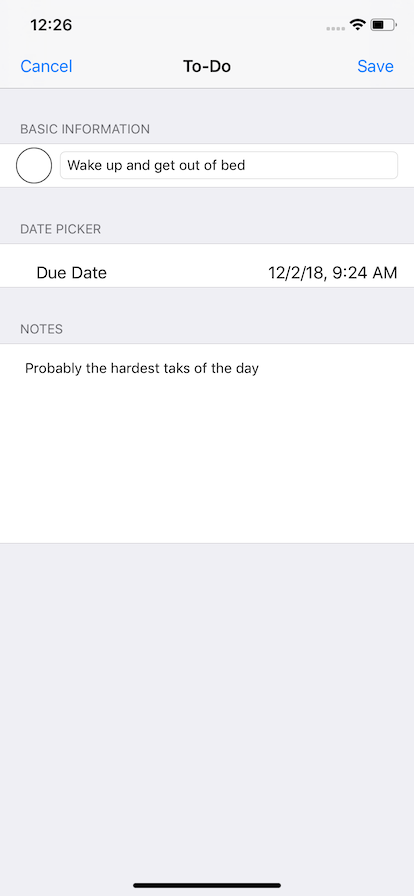 12:26
Cancel To-Do Save
BASIC INFORMATION
Wake up and get out of bed
DATE PICKER
Due Date 12/2/18, 9:24 AM
NOTES
Probably the hardest taks of the day